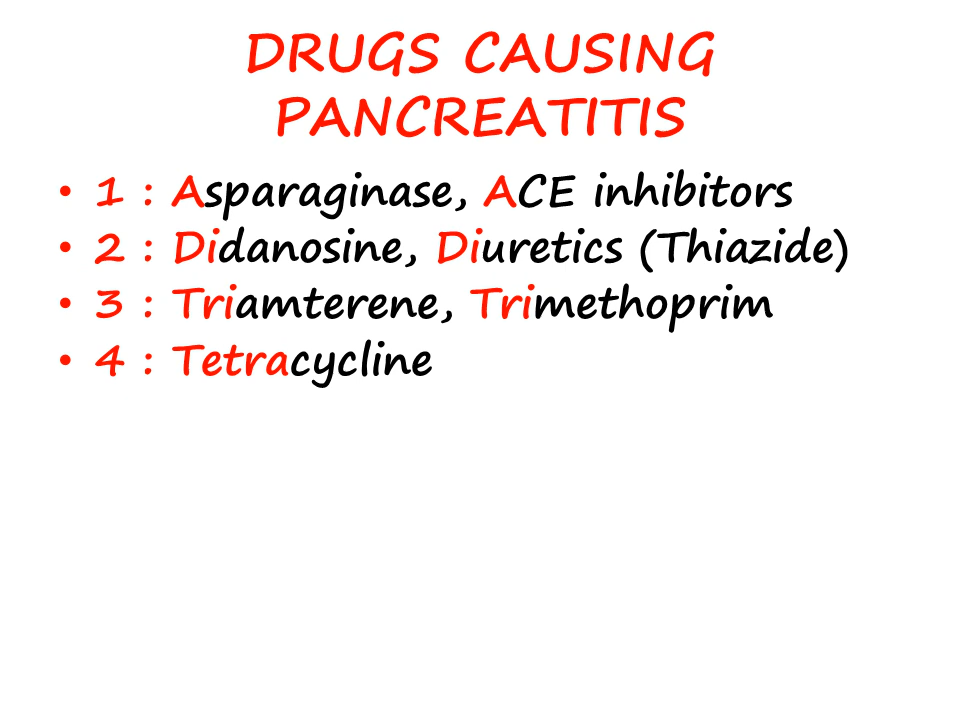 DRUGS CAUSING
PANCREATITIS
• 1 : Asparaginase, ACE inhibitors
• 2 : Didanosine, Diuretics (Thiazide)
• 3 : Triamterene, Trimethoprim
• 4 : Tetracycline